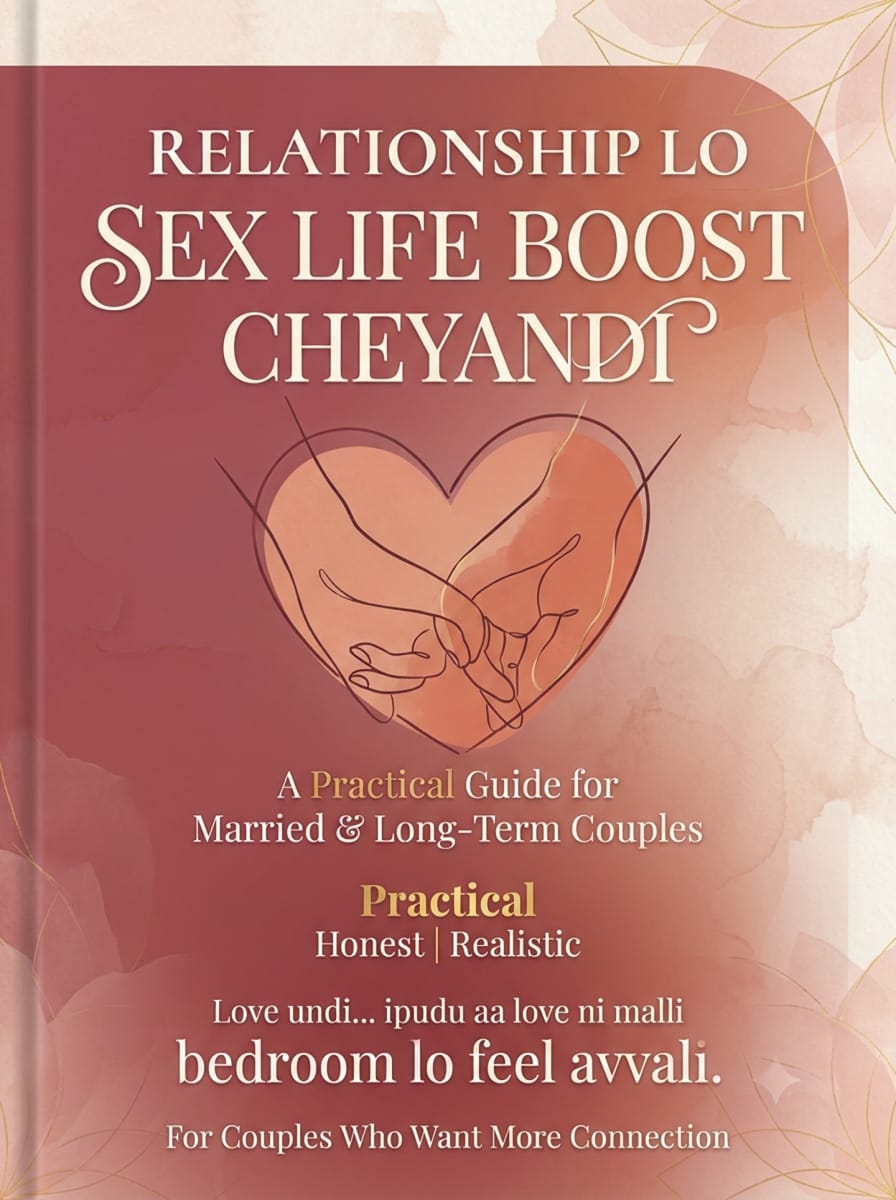 RELATIONSHIP LO
SEX LIFE BOOST
CHEYANDI
A Practical Guide for
Married & Long-Term Couples
Practical
Honest | Realistic
Love undi... ipudu aa love ni malli
bedroom lo feel avvali.
For Couples Who Want More Connection